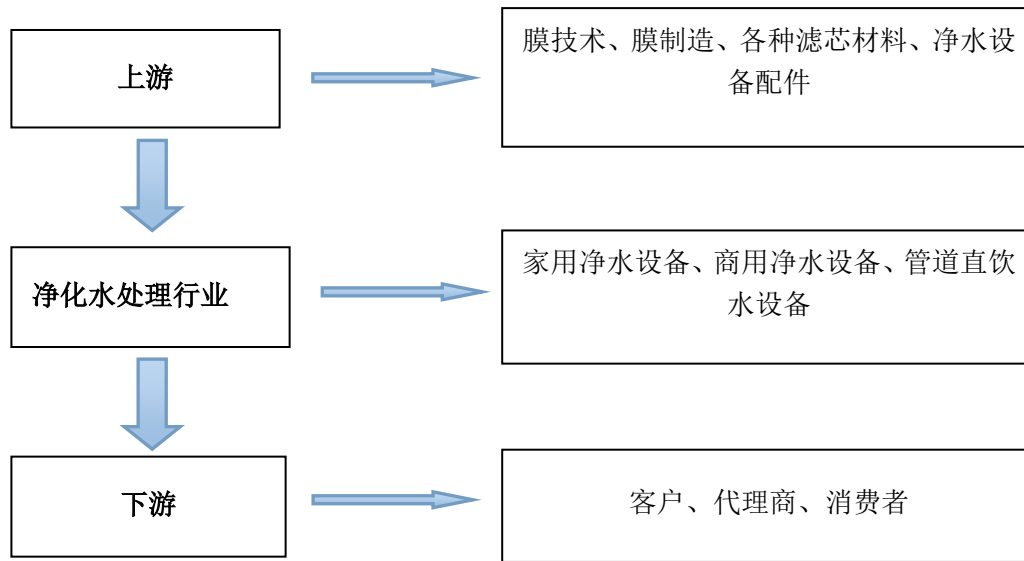 上游
膜技术、膜制造、各种滤芯材料、净水设
备配件
净化水处理行业
家用净水设备、商用净水设备、管道直饮
水设备
下游
客户、代理商、消费者